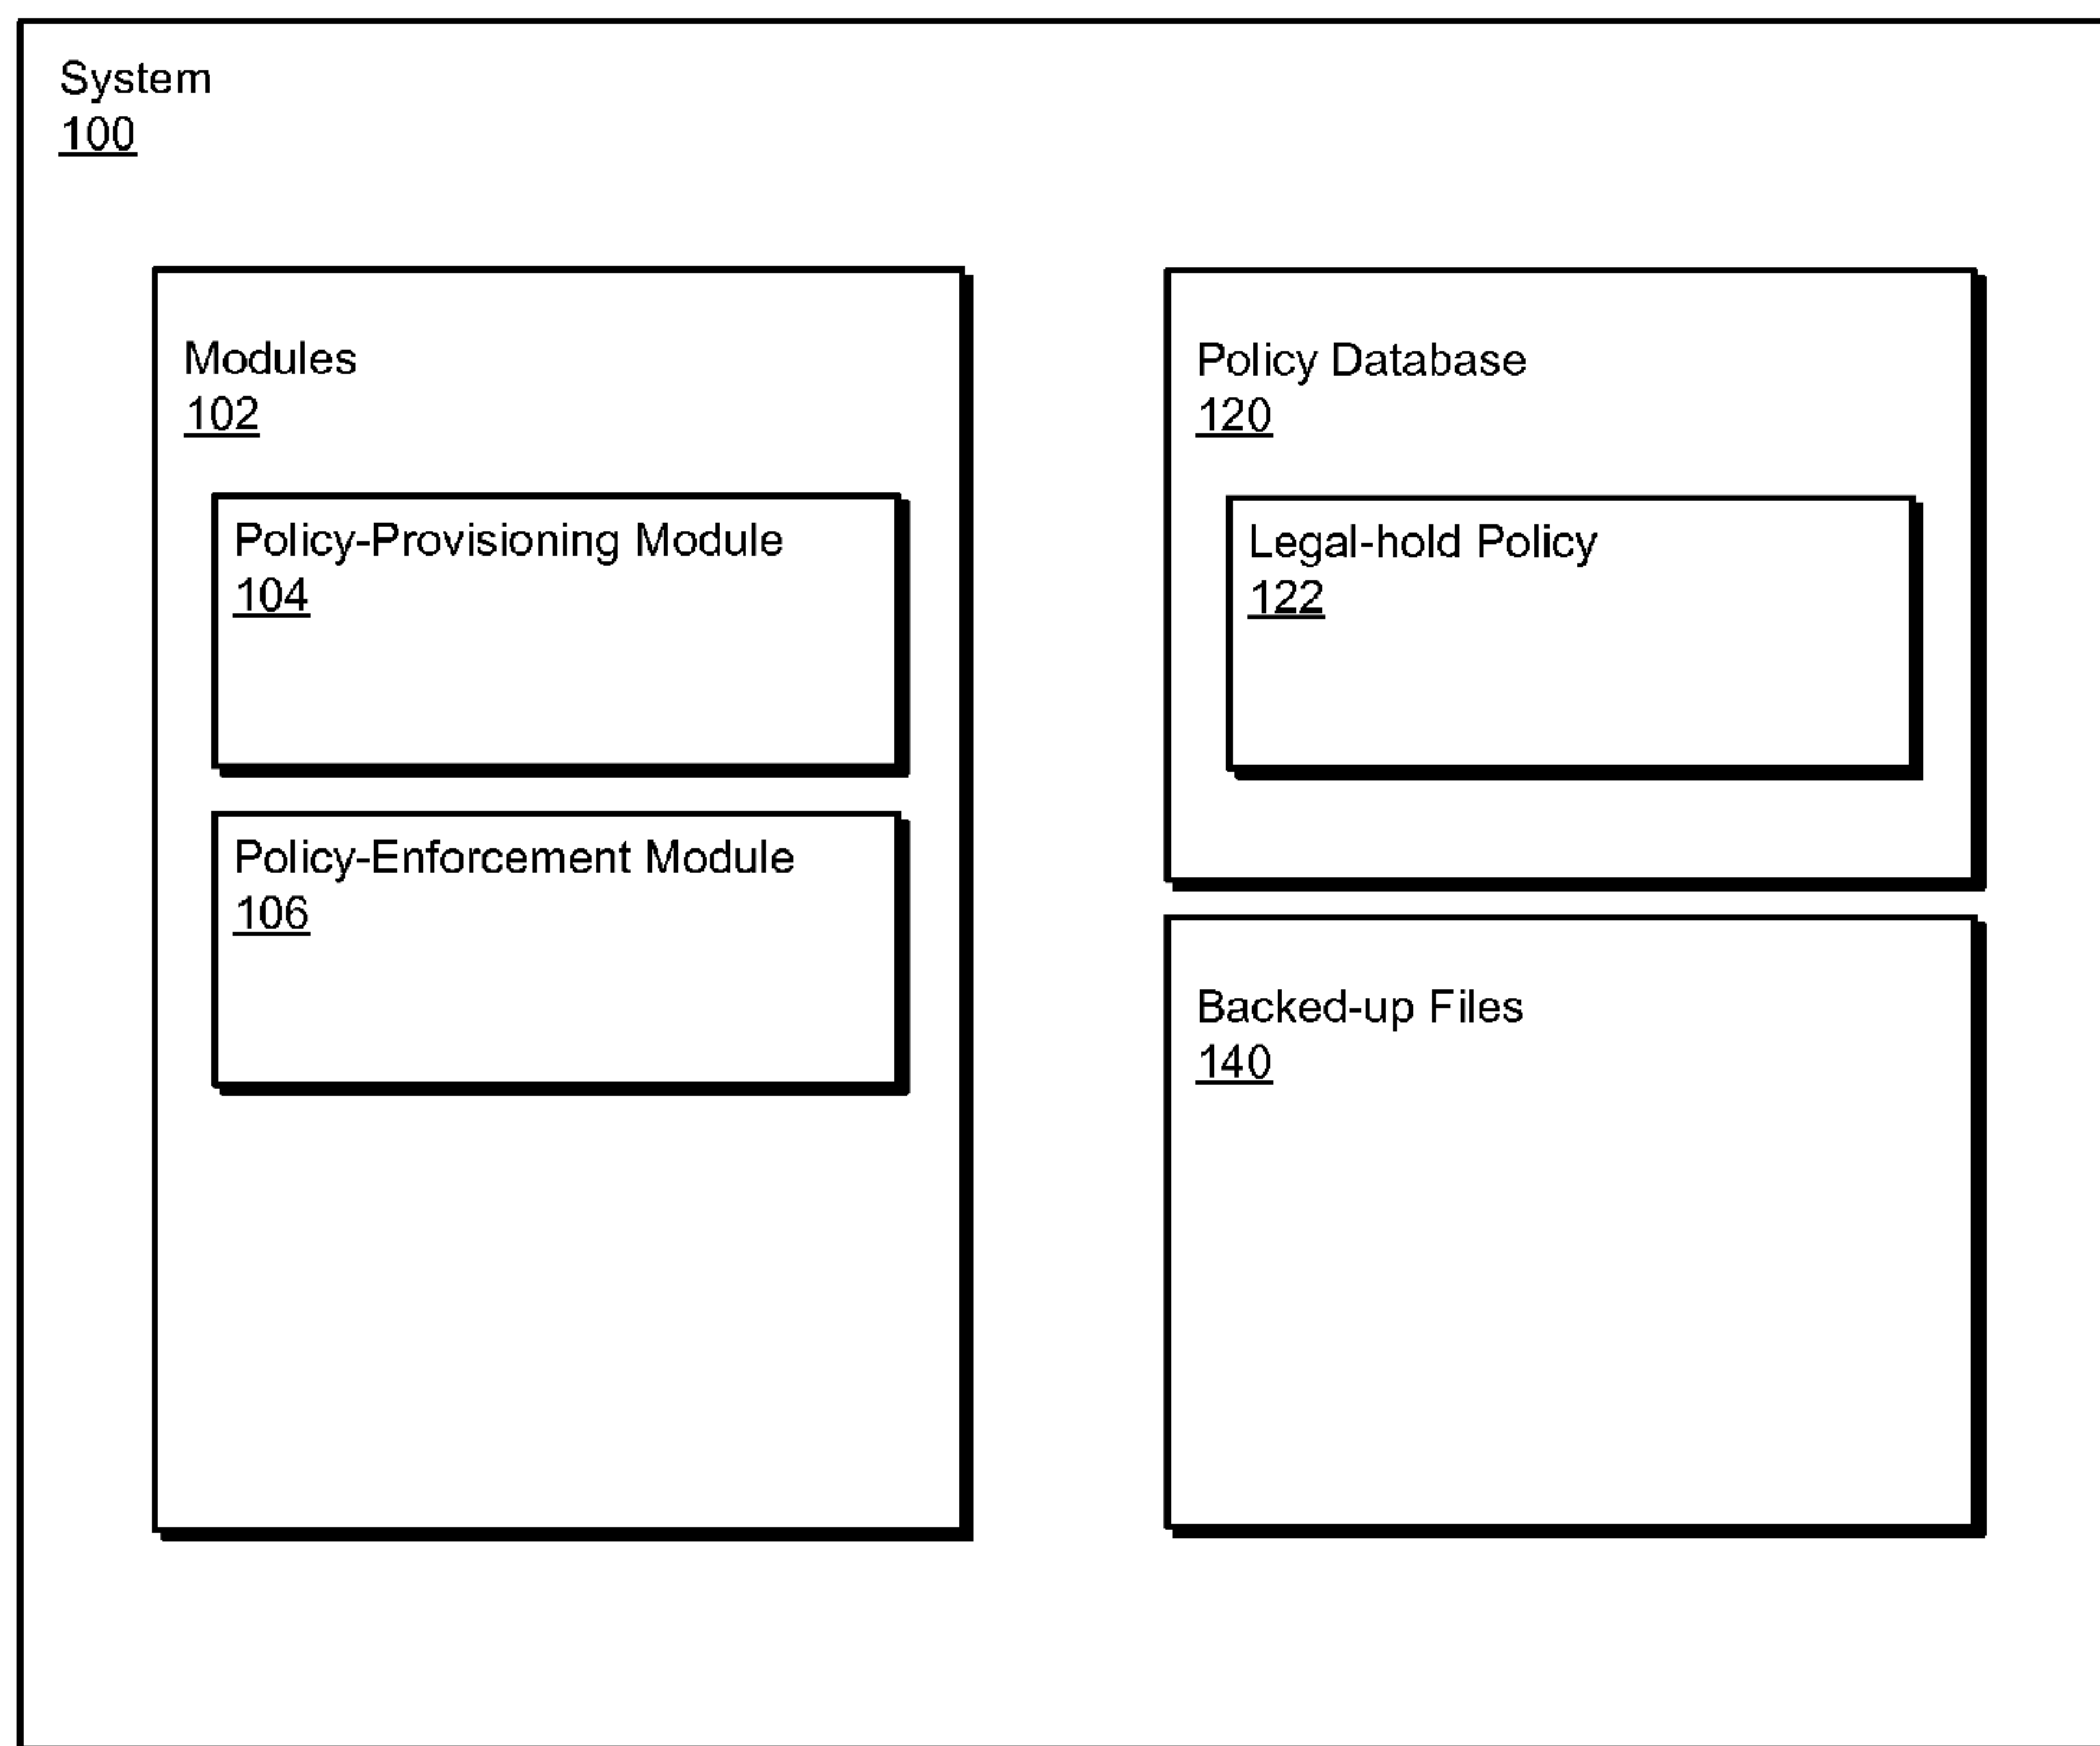 System
100
Modules
102
Policy-Provisioning Module
104
Policy-Enforcement Module
106
Policy Database
120
Legal-hold Policy
122
Backed-up Files
140